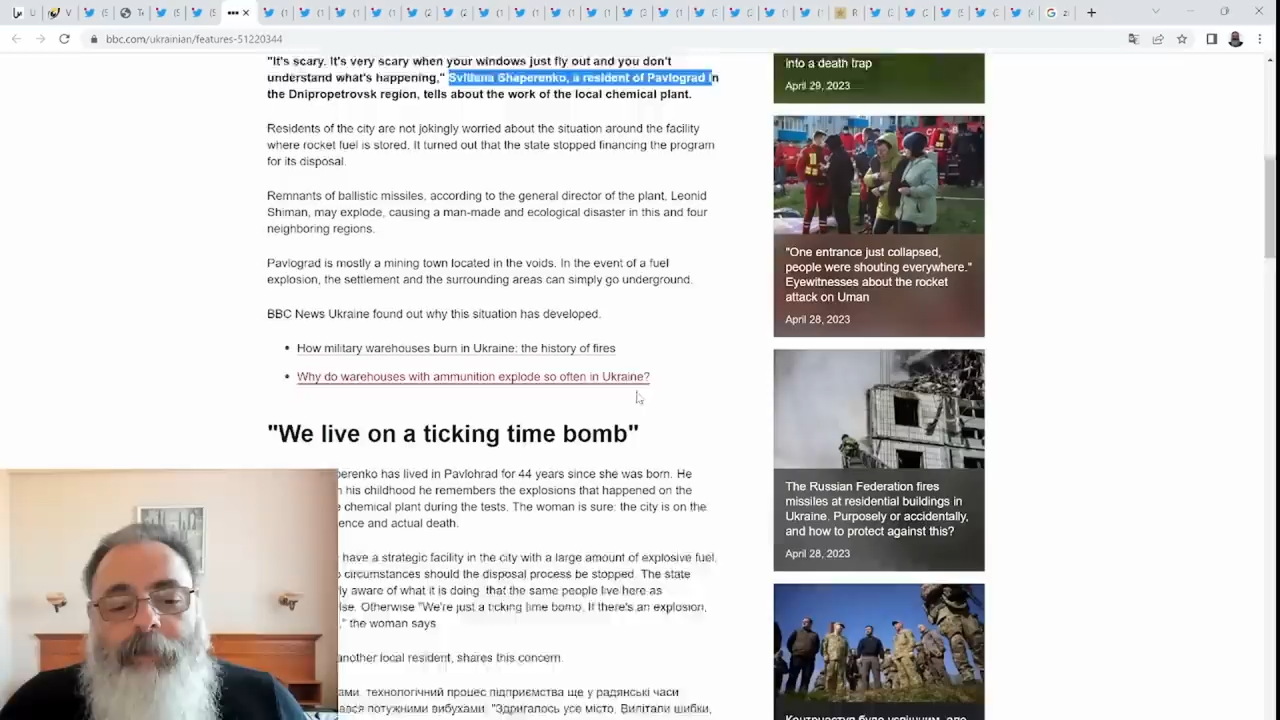 bbc.com/ukrainian/features-51220344
"It's scary. It's very scary when your windows just fly out and you don't
understand what's happening," Svitlana Shaperenko, a resident of Pavlograd in
the Dnipropetrovsk region, tells about the work of the local chemical plant.
Residents of the city are not jokingly worried about the situation around the facility
where rocket fuel is stored. It turned out that the state stopped financing the program
for its disposal.
Remnants of ballistic missiles, according to the general director of the plant, Leonid
Shiman, may explode, causing a man-made and ecological disaster in this and four
neighboring regions.
Pavlograd is mostly a mining town located in the voids. In the event of a fuel
explosion, the settlement and the surrounding areas can simply go underground.
BBC News Ukraine found out why this situation has developed.
• How military warehouses burn in Ukraine: the history of fires
• Why do warehouses with ammunition explode so often in Ukraine?
"We live on a ticking time bomb"
perenko has lived in Pavlohrad for 44 years since she was born. He
his childhood he remembers the explosions that happened on the
chemical plant during the tests. The woman is sure: the city is on the
ence and actual death.
have a strategic facility in the city with a large amount of explosive fuel.
circumstances should the disposal process be stopped. The state
ly aware of what it is doing that the same people live here as
lse. Otherwise "We're just a ticking time bomb. If there's an explosion,
," the woman says
another local resident, shares this concern.
ами, технологічний процес підприємства ще у радянські часи
вався потужними вибухами. "Здригалось усе місто. Вилітали шибки,
into a death trap
April 29, 2023
"One entrance just collapsed,
people were shouting everywhere."
Eyewitnesses about the rocket
attack on Uman
April 28, 2023
The Russian Federation fires
missiles at residential buildings in
Ukraine. Purposely or accidentally,
and how to protect against this?
April 28, 2023